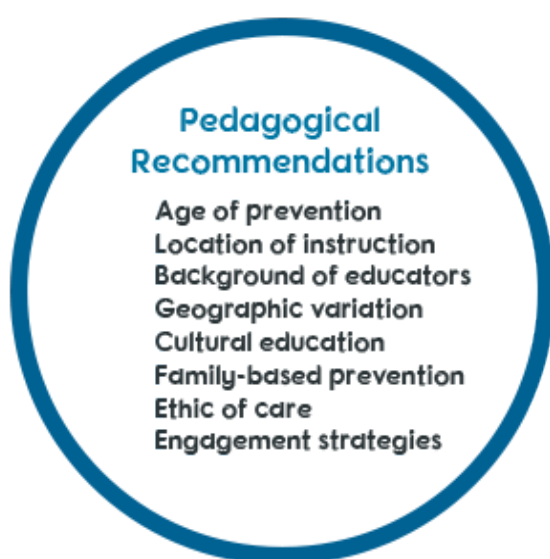 Pedagogical
Recommendations
Age of prevention
Location of instruction
Background of educators
Geographic variation
Cultural education
Family-based prevention
Ethic of care
Engagement strategies